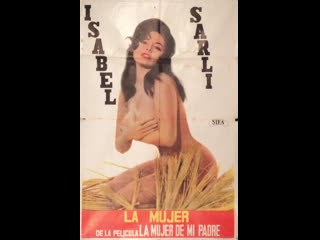 ISABEL
SARLI
LA MUJER
DE LA PELICULA LA MUJER DE MI PADRE